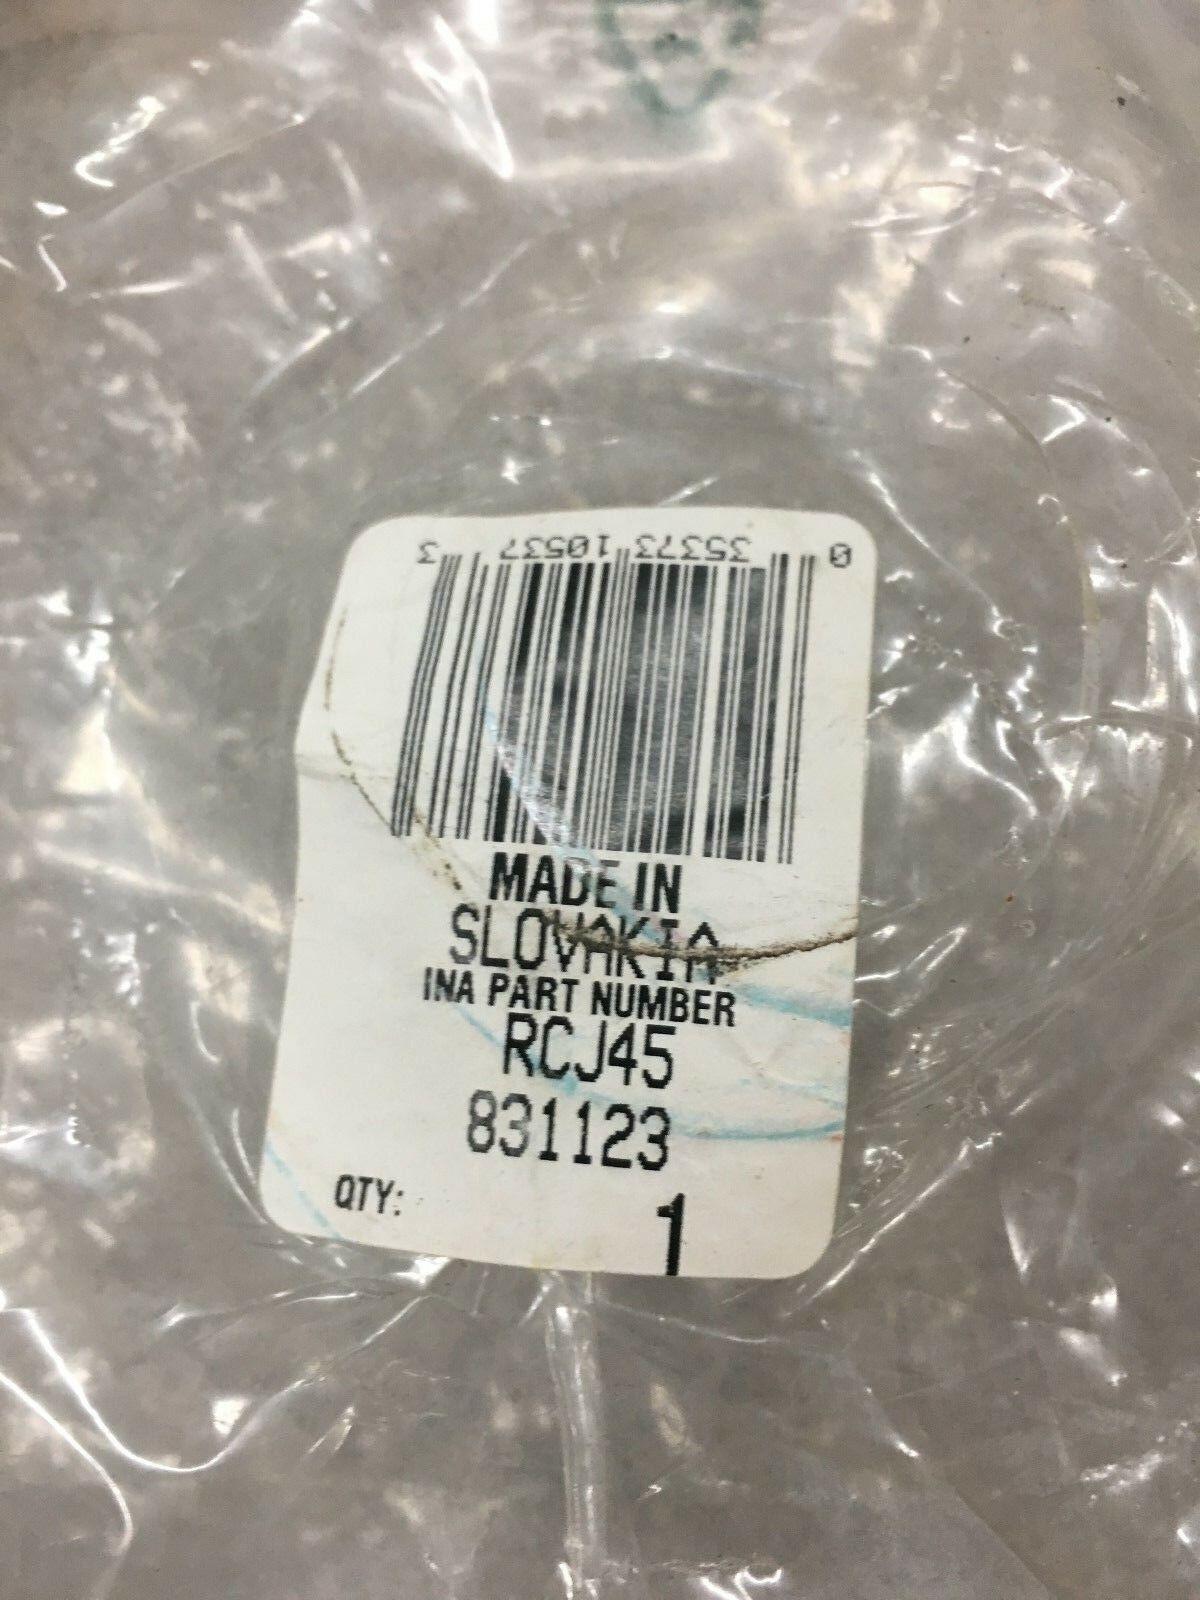 0 35373 10537 3
MADE IN
SLOVAKIA
INA PART NUMBER
RCJ45
831123
QTY: 1